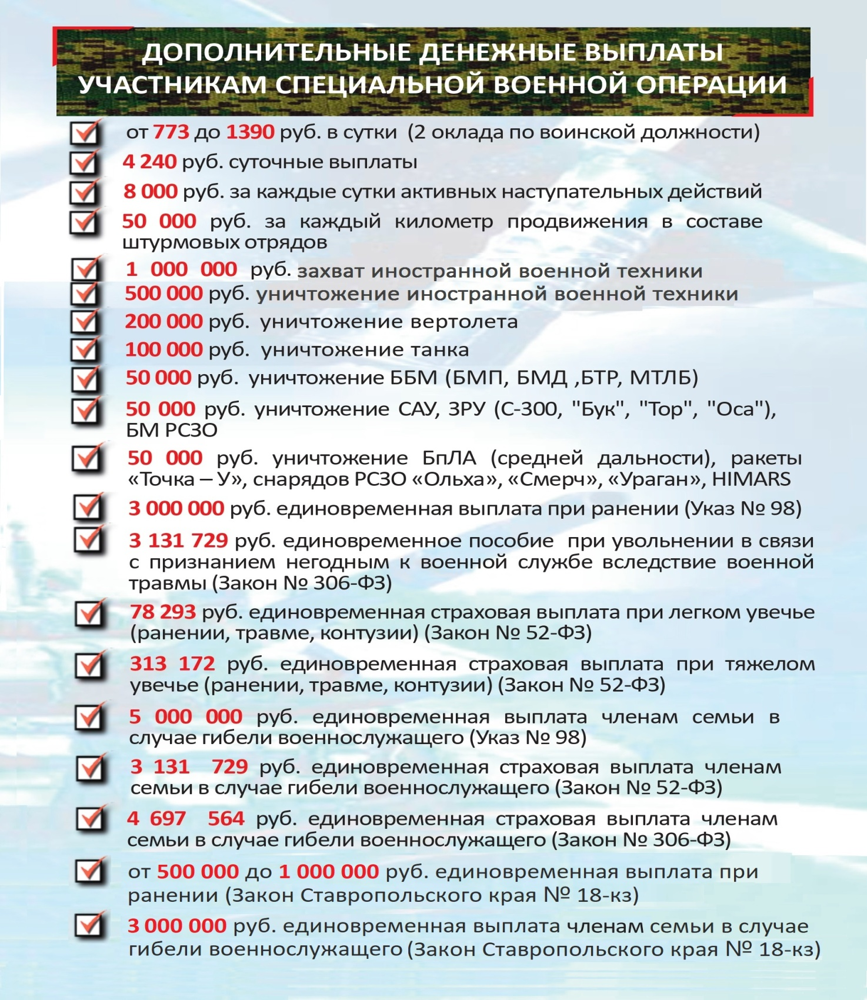 ДОПОЛНИТЕЛЬНЫЕ ДЕНЕЖНЫЕ ВЫПЛАТЫ
УЧАСТНИКАМ СПЕЦИАЛЬНОЙ ВОЕННОЙ ОПЕРАЦИИ
от 773 до 1390 руб. в сутки (2 оклада по воинской должности)
4 240 руб. суточные выплаты
8 000 руб. за каждые сутки активных наступательных действий
50 000 руб. за каждый километр продвижения в составе
штурмовых отрядов
1 000 000 руб. захват иностранной военной техники
500 000 руб. уничтожение иностранной военной техники
200 000 руб. уничтожение вертолета
100 000 руб. уничтожение танка
50 000 руб. уничтожение ББМ (БМП, БМД ,БТР, МТЛБ)
50 000 руб. уничтожение САУ, ЗРУ (С-300, "Бук", "Тор", "Оса"),
БМ РСЗО
50 000 руб. уничтожение БпЛА (средней дальности), ракеты
«Точка – У», снарядов РСЗО «Ольха», «Смерч», «Ураган», HIMARS
3 000 000 руб. единовременная выплата при ранении (Указ № 98)
3 131 729 руб. единовременное пособие при увольнении в связи
с признанием негодным к военной службе вследствие военной
травмы (Закон № 306-ФЗ)
78 293 руб. единовременная страховая выплата при легком увечье
(ранении, травме, контузии) (Закон № 52-ФЗ)
313 172 руб. единовременная страховая выплата при тяжелом
увечье (ранении, травме, контузии) (Закон № 52-ФЗ)
5 000 000 руб. единовременная выплата членам семьи в
случае гибели военнослужащего (Указ № 98)
3 131 729 руб. единовременная страховая выплата членам
семьи в случае гибели военнослужащего (Закон № 52-ФЗ)
4 697 564 руб. единовременная страховая выплата членам
семьи в случае гибели военнослужащего (Закон № 306-ФЗ)
от 500 000 до 1 000 000 руб. единовременная выплата при
ранении (Закон Ставропольского края № 18-кз)
3 000 000 руб. единовременная выплата членам семьи в случае
гибели военнослужащего (Закон Ставропольского края № 18-кз)